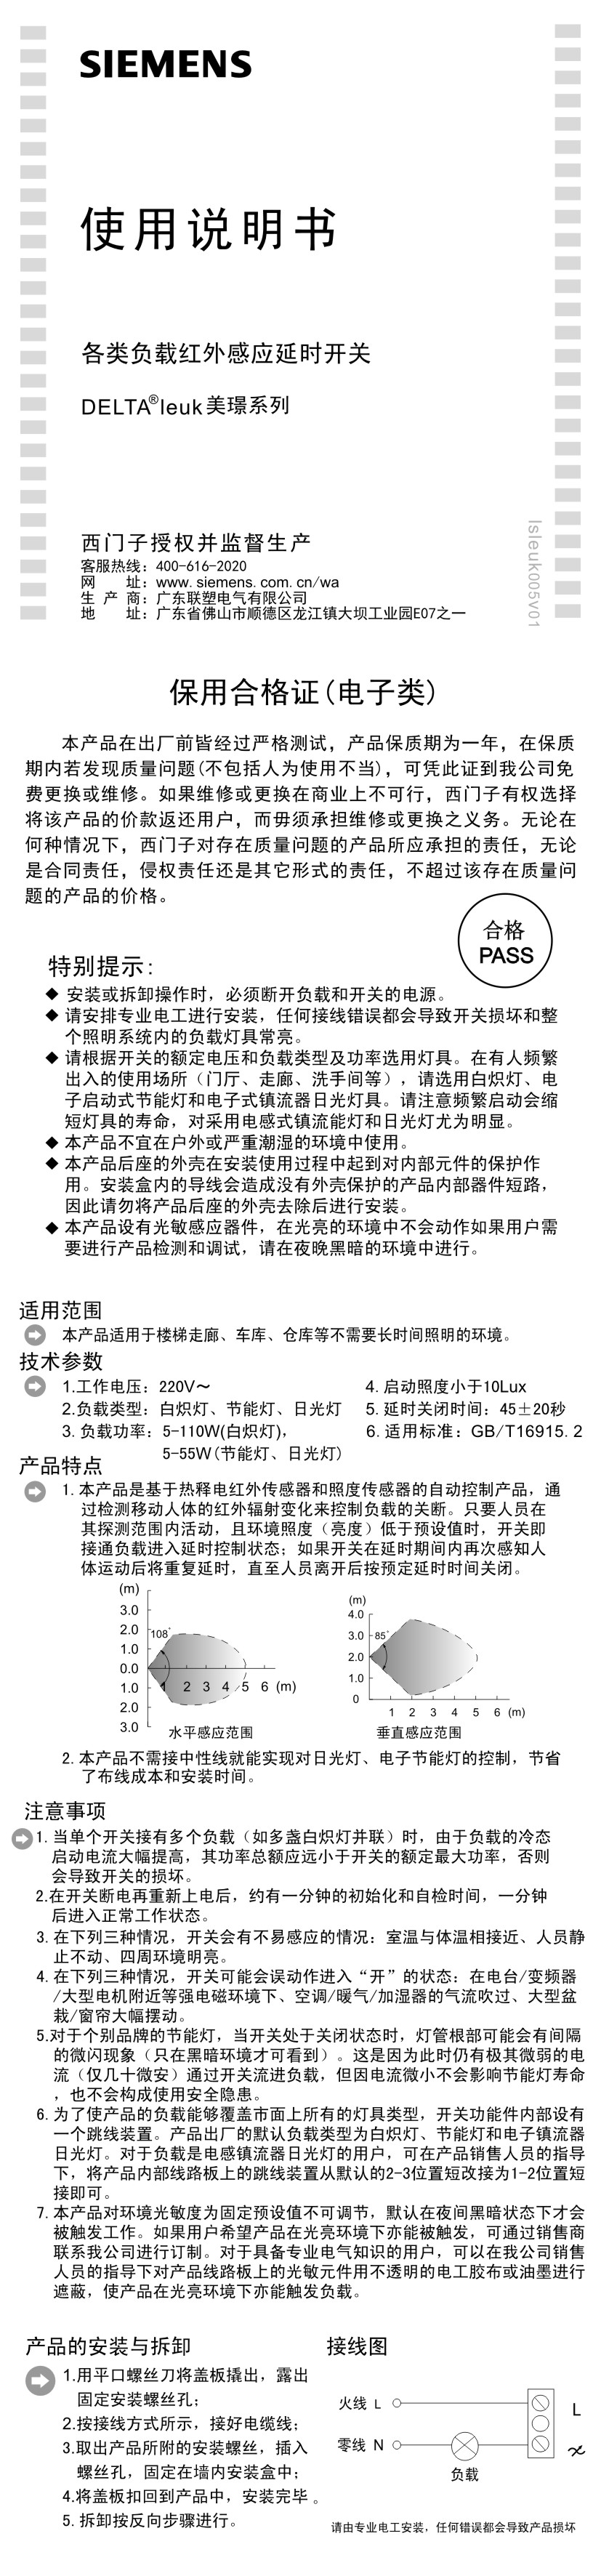 SIEMENS
使用说明书
各类负载红外感应延时开关
DELTA®leuk美璟系列
lsleuk005v01
西门子授权并监督生产
客服热线：400-616-2020
网 址：www.siemens.com.cn/wa
生 产 商：广东联塑电气有限公司
地 址：广东省佛山市顺德区龙江镇大坝工业园E07之一
保用合格证(电子类)
本产品在出厂前皆经过严格测试，产品保质期为一年，在保质
期内若发现质量问题(不包括人为使用不当)，可凭此证到我公司免
费更换或维修。如果维修或更换在商业上不可行，西门子有权选择
将该产品的价款返还用户，而毋须承担维修或更换之义务。无论在
何种情况下，西门子对存在质量问题的产品所应承担的责任，无论
是合同责任，侵权责任还是其它形式的责任，不超过该存在质量问
题的产品的价格。
合格
PASS
特别提示：
◆ 安装或拆卸操作时，必须断开负载和开关的电源。
◆ 请安排专业电工进行安装，任何接线错误都会导致开关损坏和整
个照明系统内的负载灯具常亮。
◆ 请根据开关的额定电压和负载类型及功率选用灯具。在有人频繁
出入的使用场所（门厅、走廊、洗手间等），请选用白炽灯、电
子启动式节能灯和电子式镇流器日光灯具。请注意频繁启动会缩
短灯具的寿命，对采用电感式镇流能灯和日光灯尤为明显。
◆ 本产品不宜在户外或严重潮湿的环境中使用。
◆ 本产品后座的外壳在安装使用过程中起到对内部元件的保护作
用。安装盒内的导线会造成没有外壳保护的产品内部器件短路，
因此请勿将产品后座的外壳去除后进行安装。
◆ 本产品设有光敏感应器件，在光亮的环境中不会动作如果用户需
要进行产品检测和调试，请在夜晚黑暗的环境中进行。
适用范围
本产品适用于楼梯走廊、车库、仓库等不需要长时间照明的环境。
技术参数
1.工作电压：220V～
2.负载类型：白炽灯、节能灯、日光灯
3. 负载功率：5-110W(白炽灯)，
5-55W(节能灯、日光灯)
4. 启动照度小于10Lux
5. 延时关闭时间：45±20秒
6. 适用标准：GB/T16915.2
产品特点
1. 本产品是基于热释电红外传感器和照度传感器的自动控制产品，通
过检测移动人体的红外辐射变化来控制负载的关断。只要人员在
其探测范围内活动，且环境照度（亮度）低于预设值时，开关即
接通负载进入延时控制状态；如果开关在延时期间内再次感知人
体运动后将重复延时，直至人员离开后按预定延时时间关闭。
(m)
3.0
2.0
1.0
0.0
1.0
2.0
3.0
108°
1 2 3 4 5 6 (m)
水平感应范围
(m)
4.0
3.0
2.0
1.0
0
85°
1 2 3 4 5 6 (m)
垂直感应范围
2. 本产品不需接中性线就能实现对日光灯、电子节能灯的控制，节省
了布线成本和安装时间。
注意事项
1. 当单个开关接有多个负载（如多盏白炽灯并联）时，由于负载的冷态
启动电流大幅提高，其功率总额应远小于开关的额定最大功率，否则
会导致开关的损坏。
2.在开关断电再重新上电后，约有一分钟的初始化和自检时间，一分钟
后进入正常工作状态。
3. 在下列三种情况，开关会有不易感应的情况：室温与体温相接近、人员静
止不动、四周环境明亮。
4. 在下列三种情况，开关可能会误动作进入“开”的状态：在电台/变频器
/大型电机附近等强电磁环境下、空调/暖气/加湿器的气流吹过、大型盆
栽/窗帘大幅摆动。
5.对于个别品牌的节能灯，当开关处于关闭状态时，灯管根部可能会有间隔
的微闪现象（只在黑暗环境才可看到）。这是因为此时仍有极其微弱的电
流（仅几十微安）通过开关流进负载，但因电流微小不会影响节能灯寿命
，也不会构成使用安全隐患。
6. 为了使产品的负载能够覆盖市面上所有的灯具类型，开关功能件内部设有
一个跳线装置。产品出厂的默认负载类型为白炽灯、节能灯和电子镇流器
日光灯。对于负载是电感镇流器日光灯的用户，可在产品销售人员的指导
下，将产品内部线路板上的跳线装置从默认的2-3位置短改接为1-2位置短
接即可。
7. 本产品对环境光敏度为固定预设值不可调节，默认在夜间黑暗状态下才会
被触发工作。如果用户希望产品在光亮环境下亦能被触发，可通过销售商
联系我公司进行订制。对于具备专业电气知识的用户，可以在我公司销售
人员的指导下对产品线路板上的光敏元件用不透明的电工胶布或油墨进行
遮蔽，使产品在光亮环境下亦能触发负载。
产品的安装与拆卸
1.用平口螺丝刀将盖板撬出，露出
固定安装螺丝孔；
2.按接线方式所示，接好电缆线；
3.取出产品所附的安装螺丝，插入
螺丝孔，固定在墙内安装盒中；
4.将盖板扣回到产品中，安装完毕 。
5. 拆卸按反向步骤进行。
接线图
火线 L
L
零线 N
负载
请由专业电工安装，任何错误都会导致产品损坏